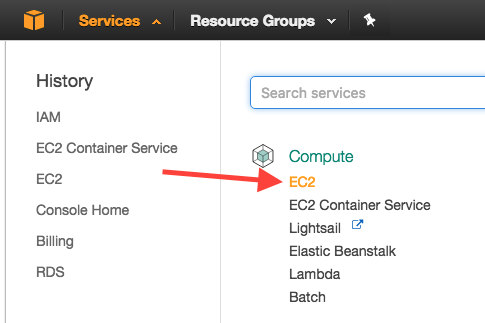 Services
Resource Groups
History
IAM
EC2 Container Service
EC2
Console Home
Billing
RDS
Search services
Compute
EC2
EC2 Container Service
Lightsail
Elastic Beanstalk
Lambda
Batch